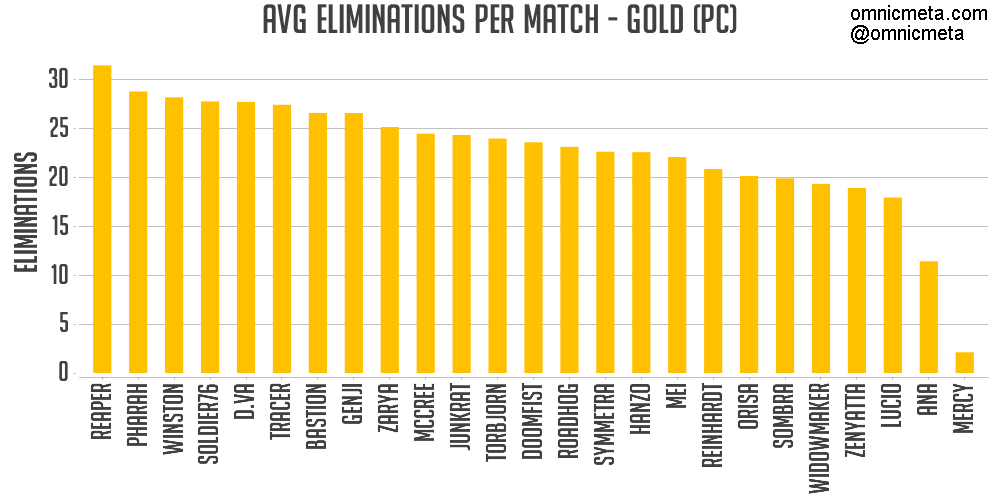 AVG ELIMINATIONS PER MATCH - GOLD (PC)
omnicmeta.com
@omnicmeta
ELIMINATIONS
30
25
20
15
10
5
0
REAPER
PHARAH
WINSTON
SOLDIER76
D.VA
TRACER
BASTION
GENJI
ZARYA
MCCREE
JUNKRAT
TORBJORN
DOOMFIST
ROADHOG
SYMMETRA
HANZO
MEI
REINHARDT
ORISA
SOMBRA
WIDOWMAKER
ZENYATTA
LUCIO
ANA
MERCY